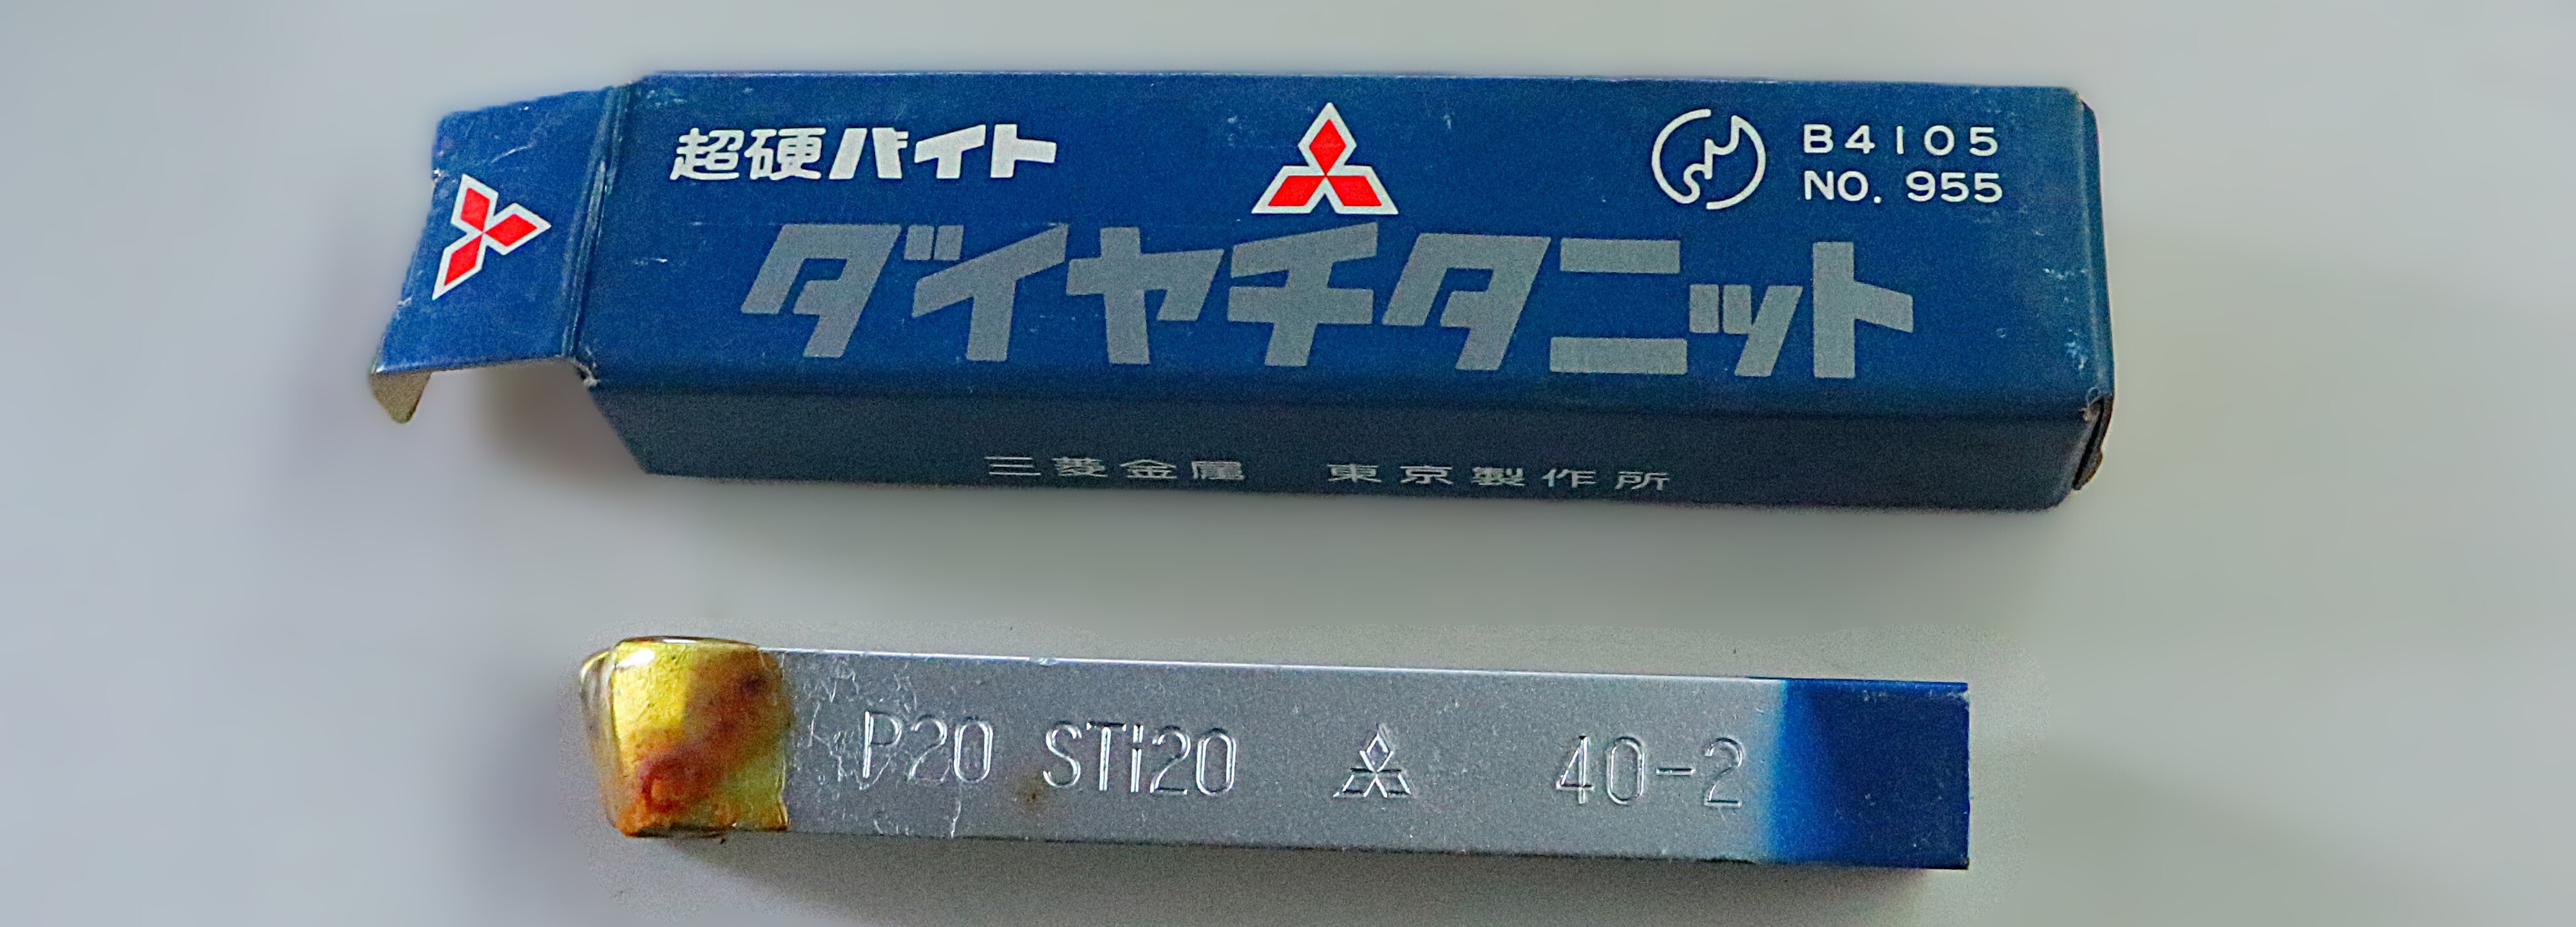 超硬バイト
B4105
NO. 955
ダイヤチタニット
三菱金属 東京製作所
P20 STi20 40-2